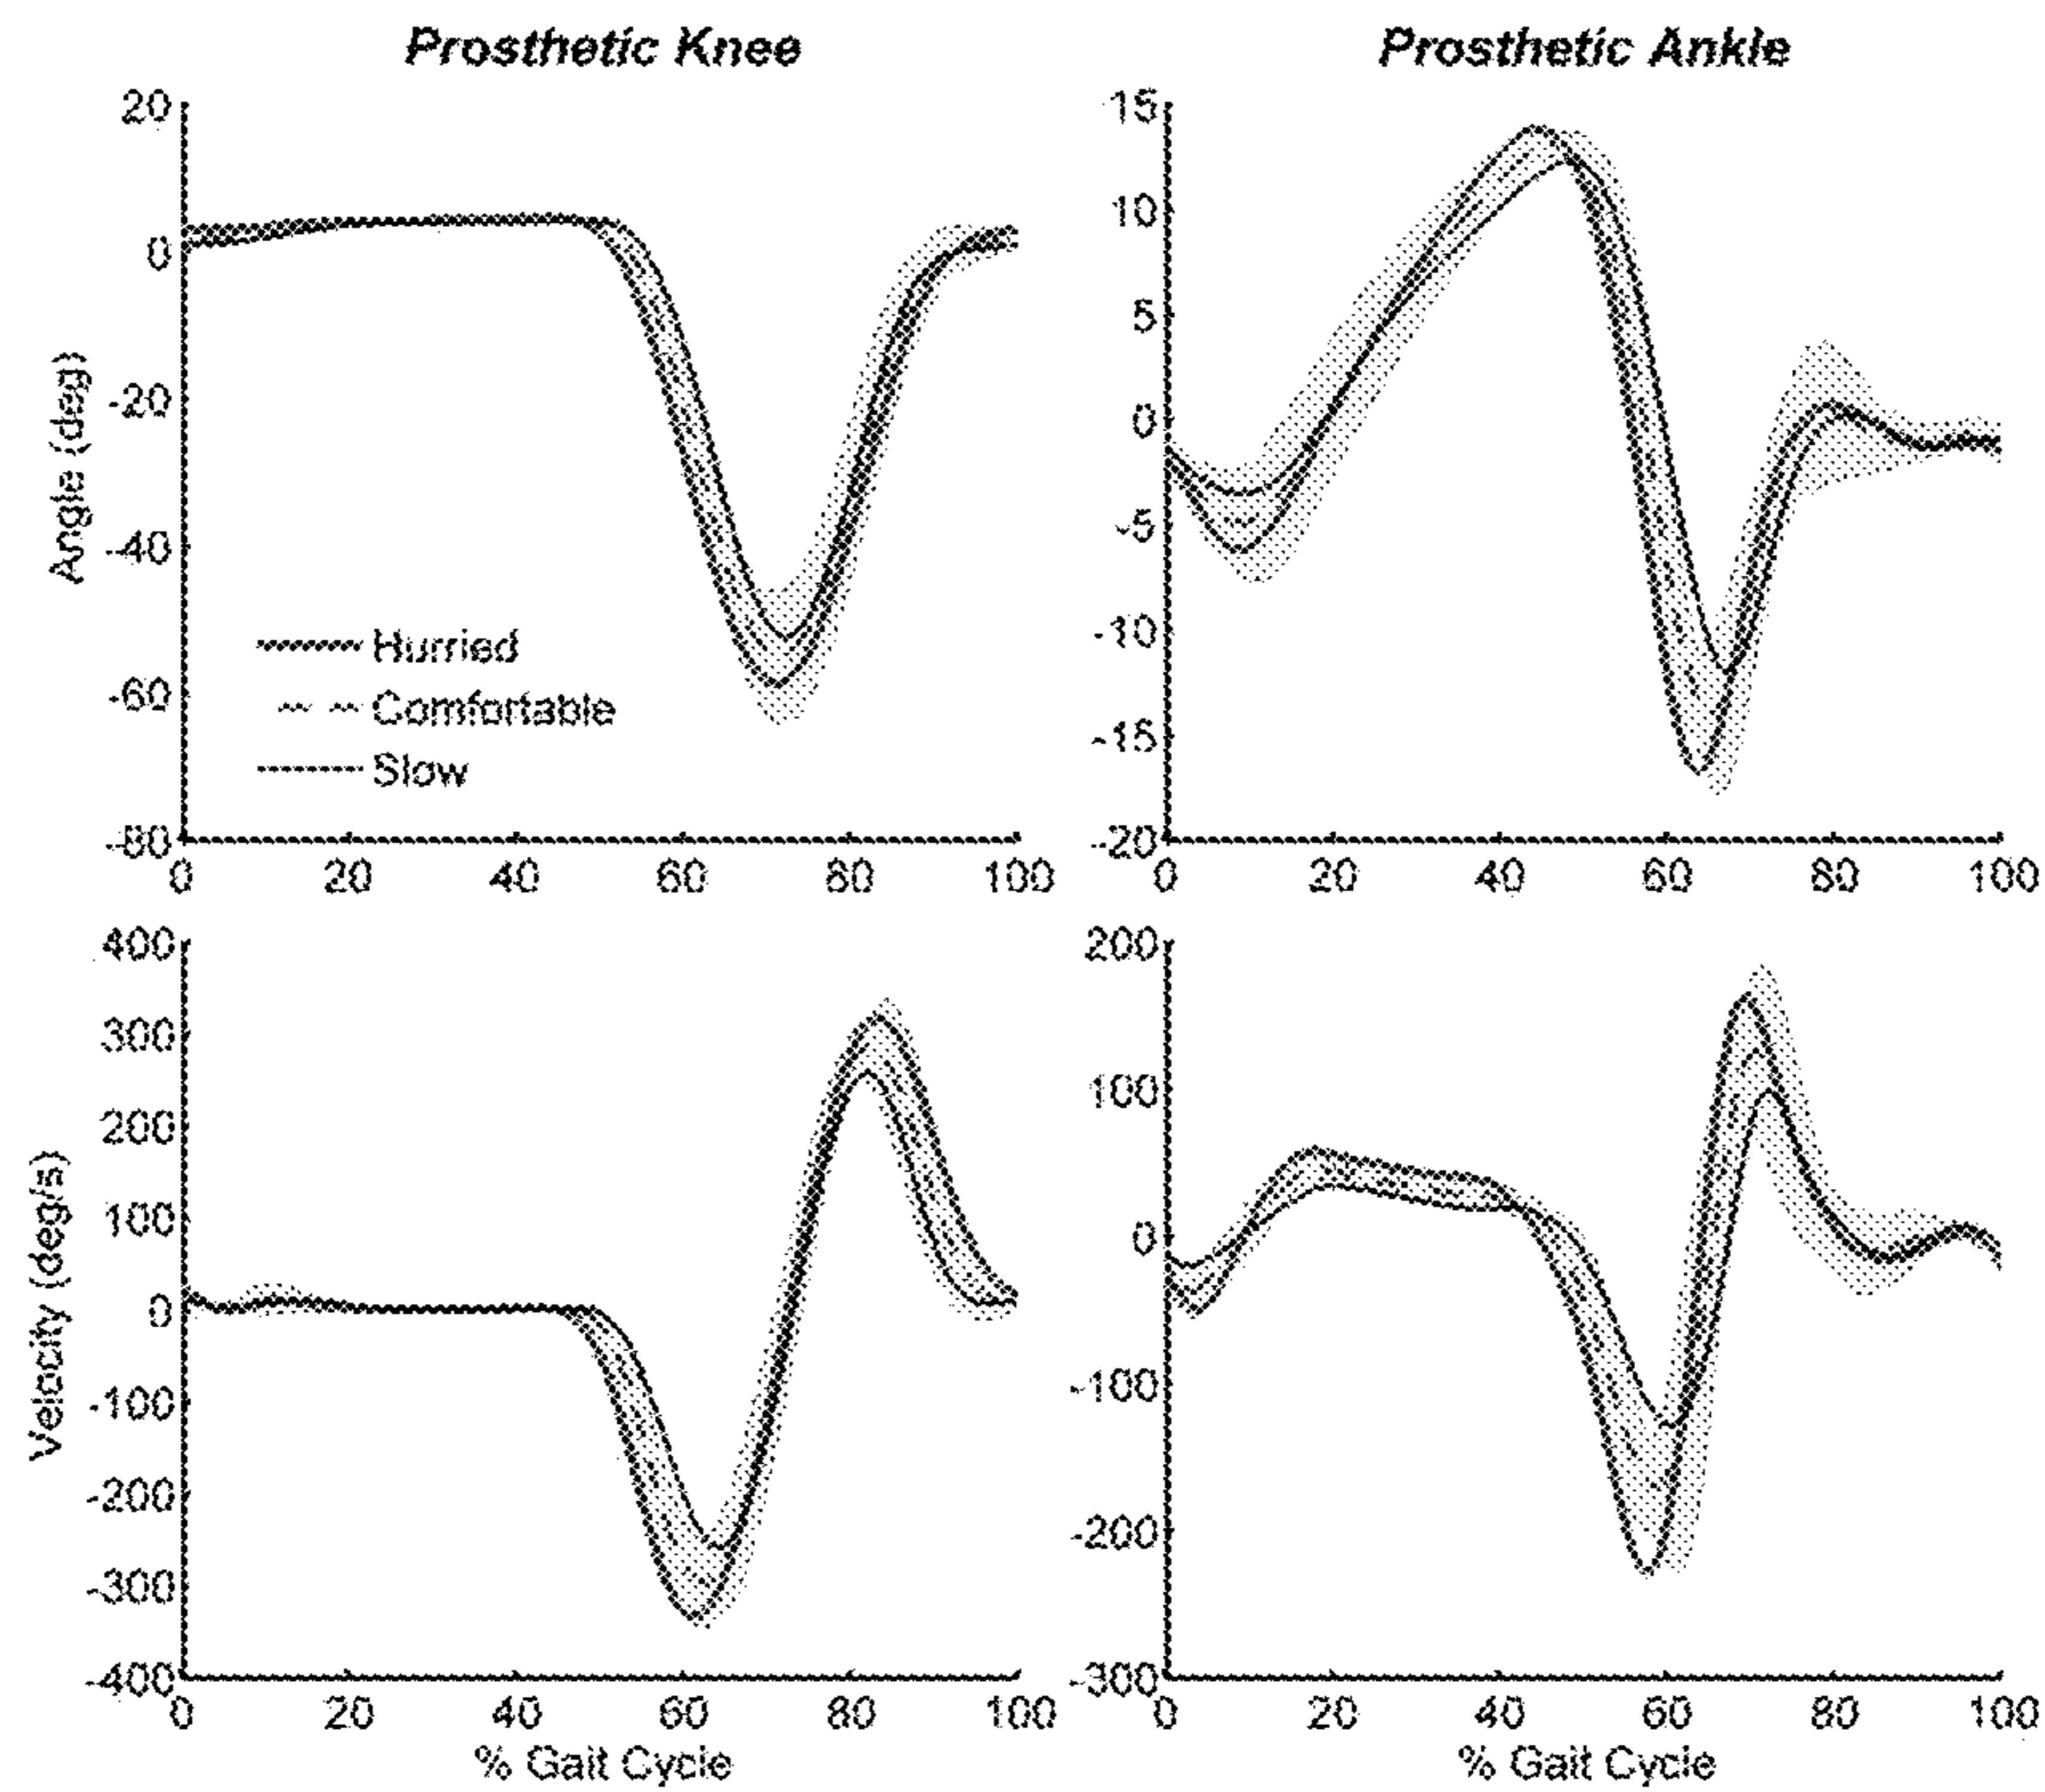 Prosthetic Knee
Prosthetic Ankle
Angle (deg)
20
0
-20
-40
-60
-80
0 20 40 60 80 100
Hurried
Comfortable
Slow
15
10
5
0
-5
-10
-15
-20
0 20 40 60 80 100
Velocity (deg/s)
400
300
200
100
0
-100
-200
-300
-400
0 20 40 60 80 100
% Gait Cycle
200
100
0
-100
-200
-300
0 20 40 60 80 100
% Gait Cycle